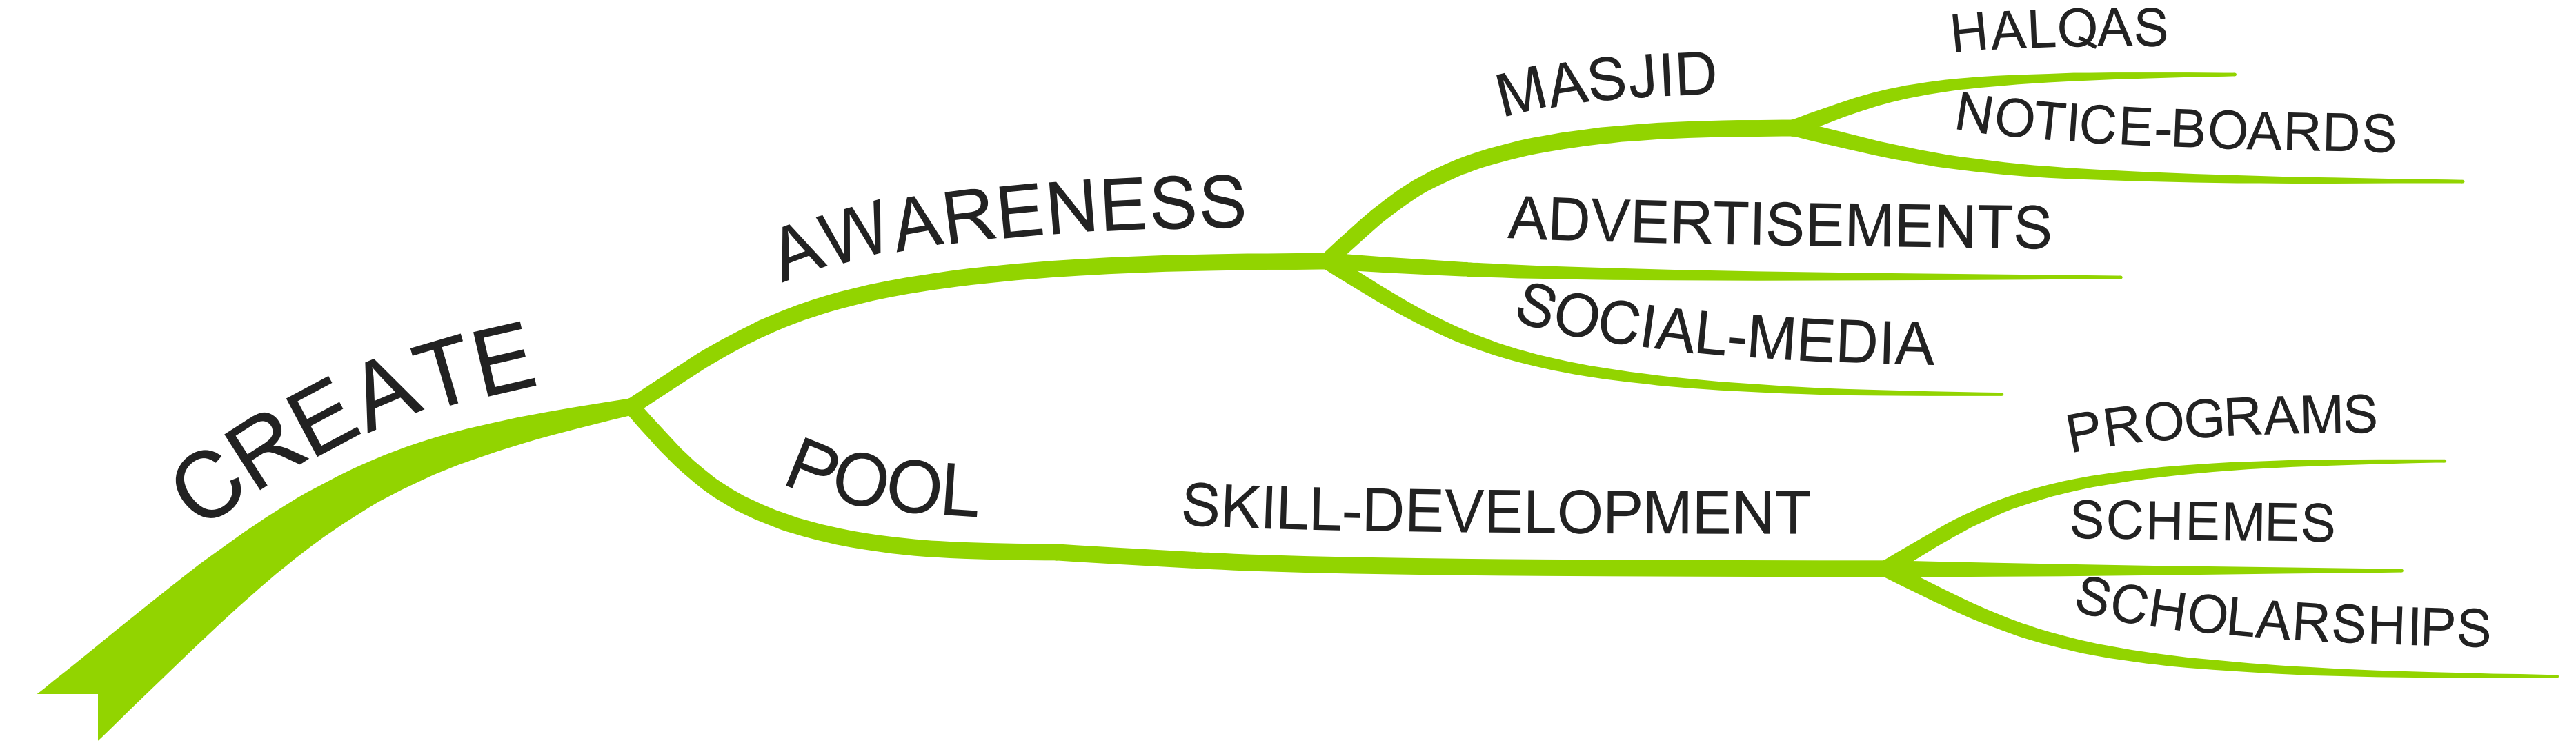 CREATE
AWARENESS
MASJID
HALQAS
NOTICE-BOARDS
ADVERTISEMENTS
SOCIAL-MEDIA
POOL
SKILL-DEVELOPMENT
PROGRAMS
SCHEMES
SCHOLARSHIPS